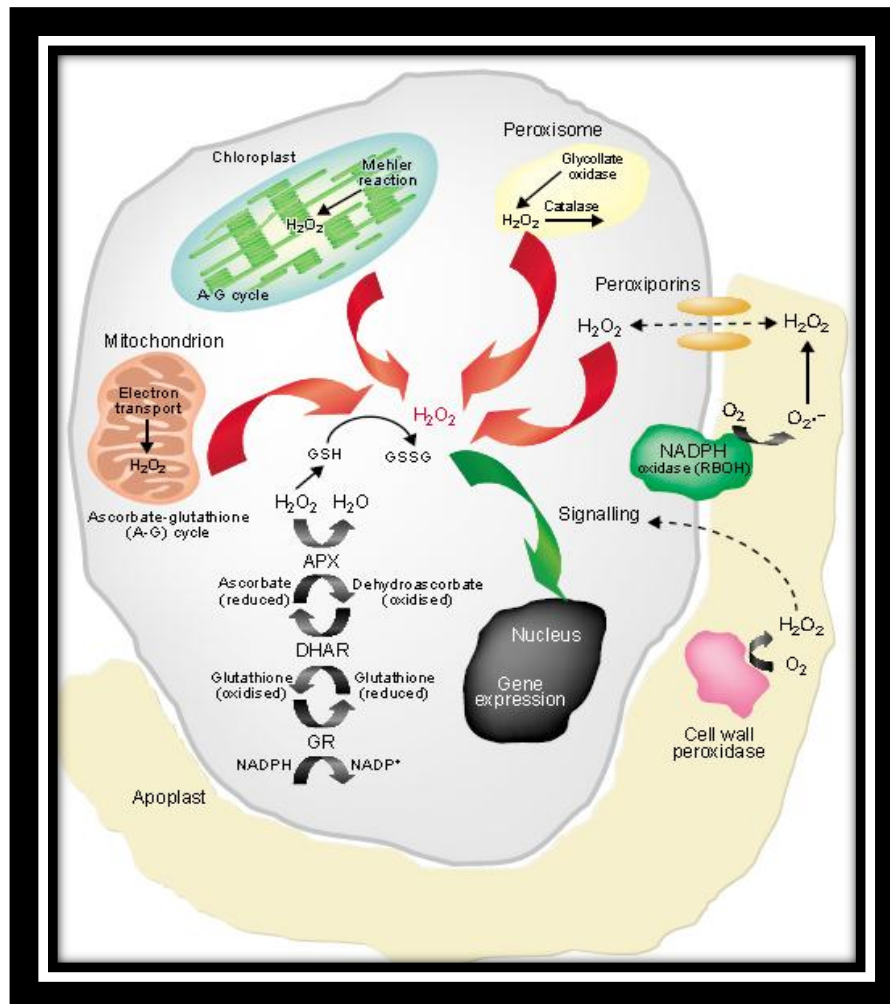 Peroxisome
Chloroplast
Mehler
reaction
H₂O₂
A-G cycle
Glycollate
oxidase
H₂O₂
Catalase
Peroxiporins
H₂O₂
H₂O₂
Mitochondrion
Electron
transport
H₂O₂
Ascorbate-glutathione
(A-G) cycle
H₂O₂
GSH
GSSG
H₂O₂
H₂O
APX
Ascorbate
(reduced)
Dehydroascorbate
(oxidised)
DHAR
Glutathione
(oxidised)
Glutathione
(reduced)
GR
NADPH
NADP⁺
O₂
O₂•−
NADPH
oxidase (RBOH)
Signalling
Nucleus
Gene
expression
H₂O₂
O₂
Cell wall
peroxidase
Apoplast